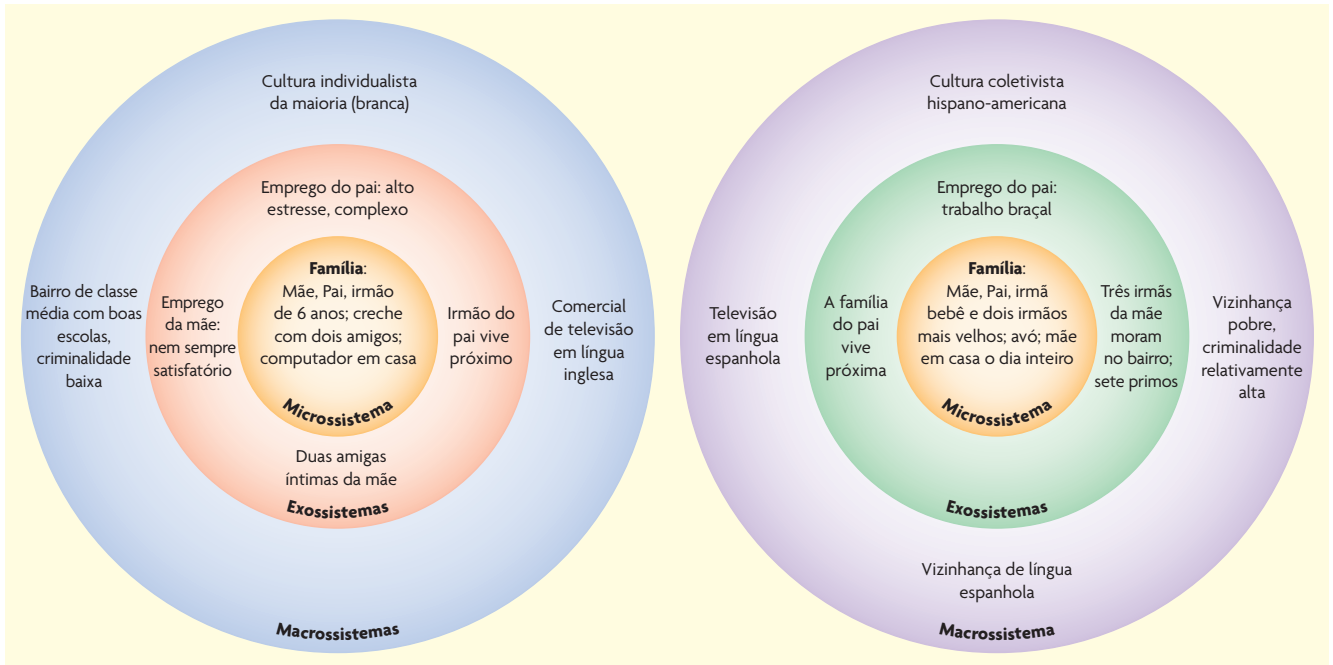 Cultura individualista
da maioria (branca)
Emprego do pai: alto
estresse, complexo
Bairro de classe
média com boas
escolas,
criminalidade
baixa
Emprego
da mãe:
nem sempre
satisfatório
Família:
Mãe, Pai, irmão
de 6 anos; creche
com dois amigos;
computador em casa
Microssistema
Irmão do
pai vive
próximo
Comercial
de televisão
em língua
inglesa
Duas amigas
íntimas da mãe
Exossistemas
Macrossistemas
Cultura coletivista
hispano-americana
Emprego do pai:
trabalho braçal
Televisão
em língua
espanhola
A família
do pai
vive
próxima
Família:
Mãe, Pai, irmã
bebê e dois irmãos
mais velhos; avó; mãe
em casa o dia inteiro
Microssistema
Três irmãs
da mãe
moram
no bairro;
sete primos
Vizinhança
pobre,
criminalidade
relativamente
alta
Exossistemas
Vizinhança de língua
espanhola
Macrossistema